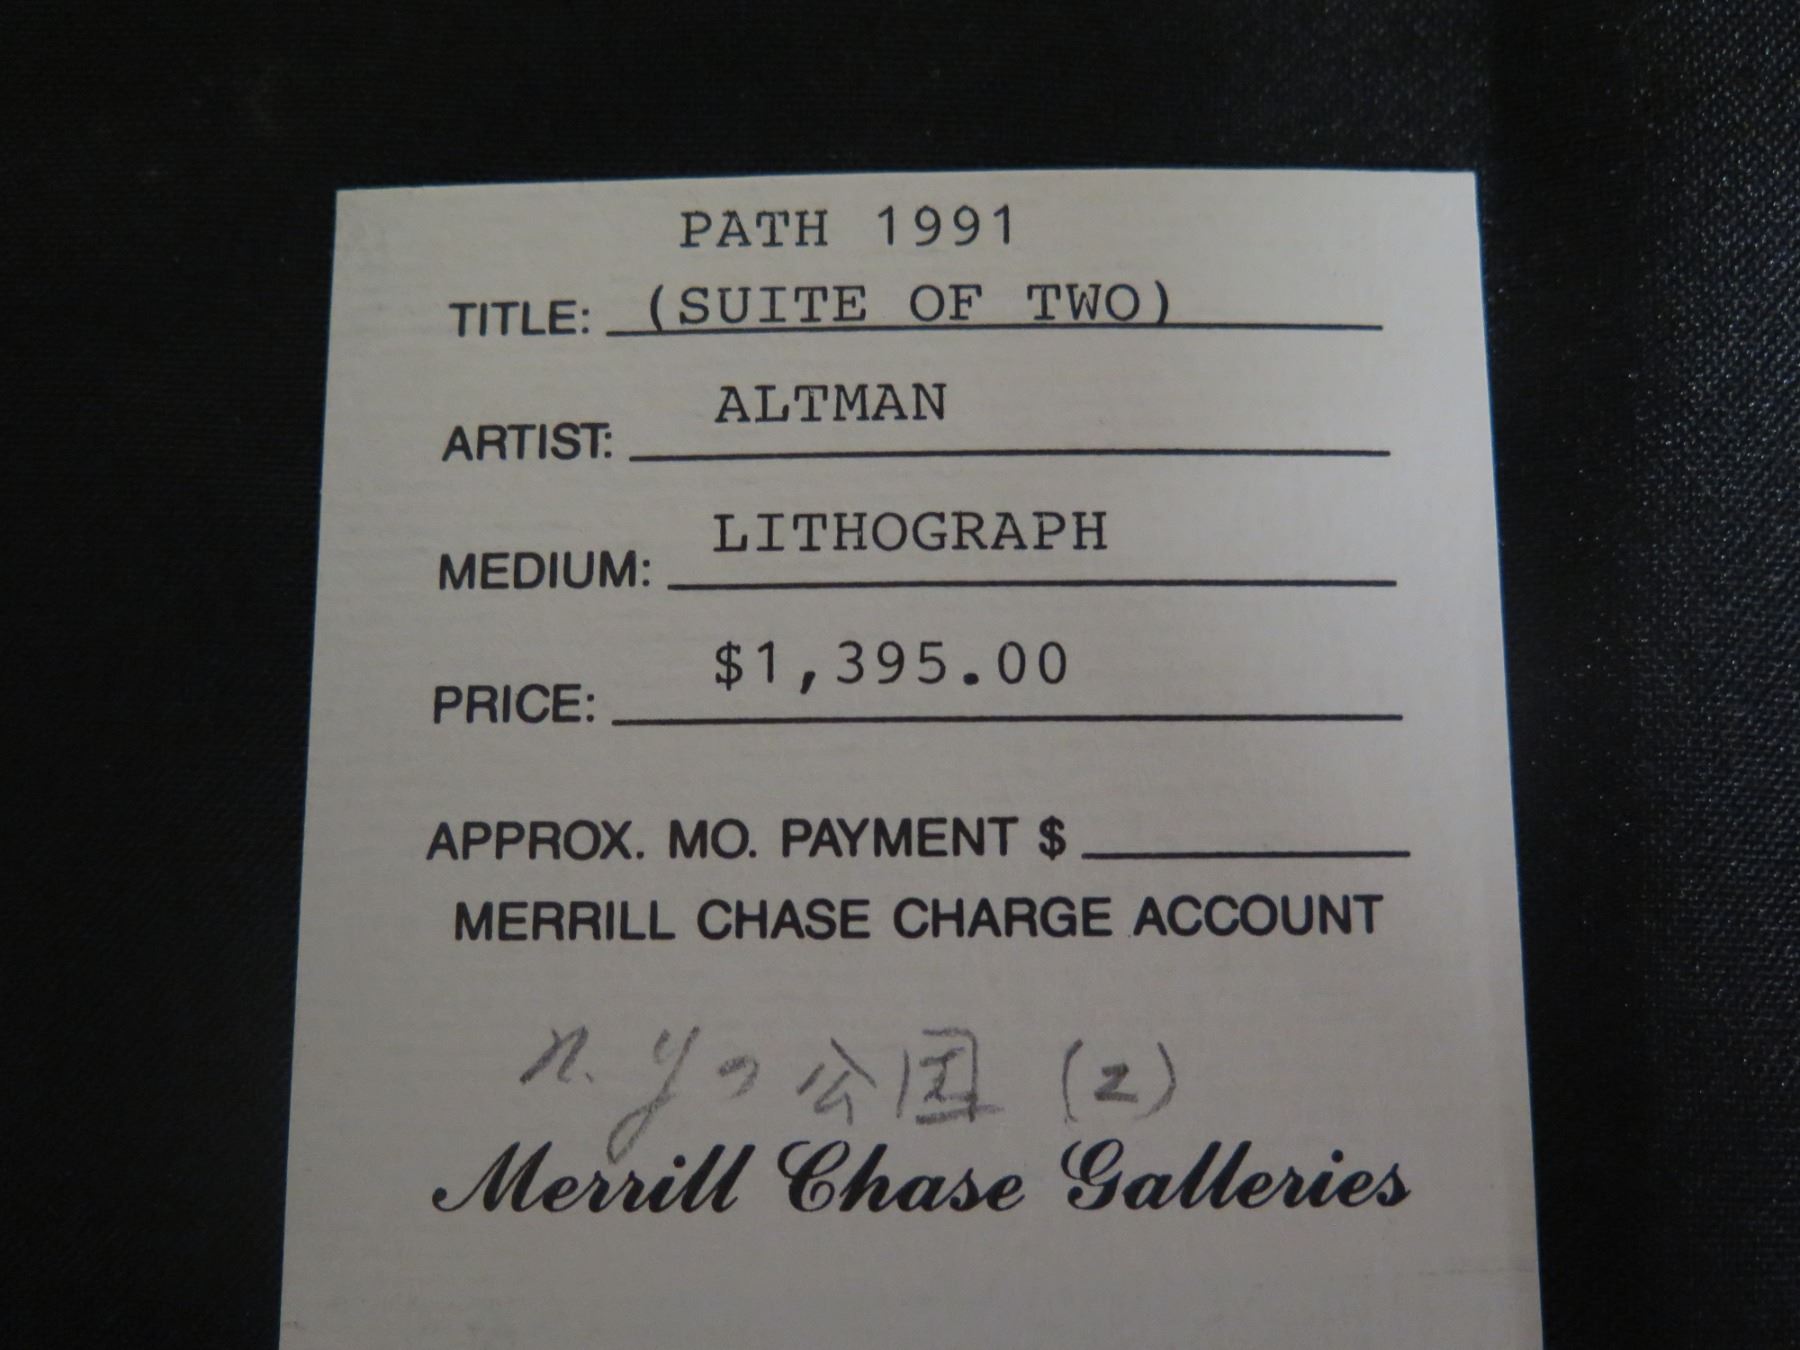 PATH 1991
TITLE: (SUITE OF TWO)
ARTIST: ALTMAN
MEDIUM: LITHOGRAPH
PRICE: $1,395.00
APPROX. MO. PAYMENT $
MERRILL CHASE CHARGE ACCOUNT
n.yの公園 (2)
Merrill Chase Galleries